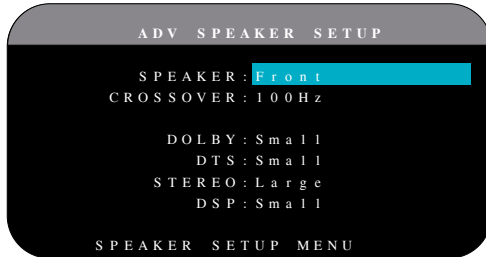 ADV SPEAKER SETUP
SPEAKER: Front
CROSSOVER: 100Hz
DOLBY: Small
DTS: Small
STEREO: Large
DSP: Small
SPEAKER SETUP MENU